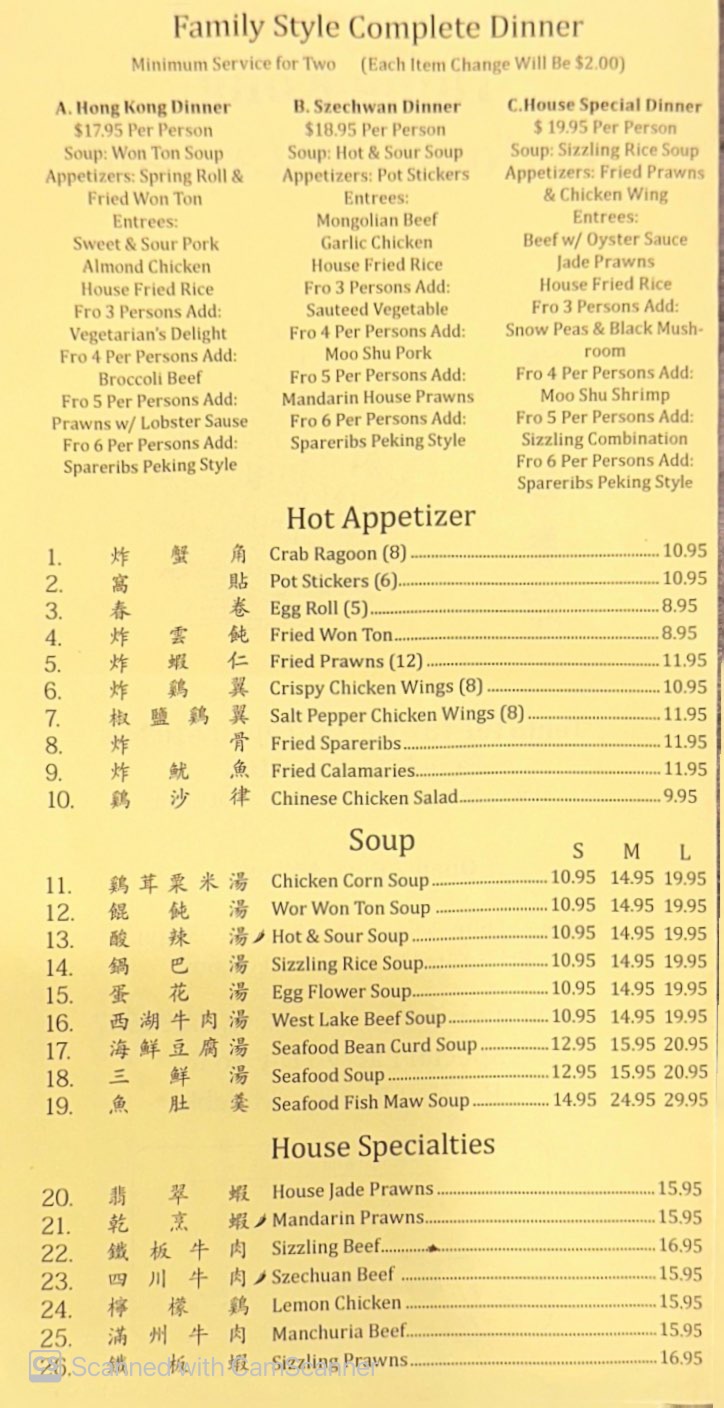 Family Style Complete Dinner
Minimum Service for Two (Each Item Change Will Be $2.00)
A. Hong Kong Dinner
$17.95 Per Person
Soup: Won Ton Soup
Appetizers: Spring Roll &
Fried Won Ton
Entrees:
Sweet & Sour Pork
Almond Chicken
House Fried Rice
Fro 3 Persons Add:
Vegetarian's Delight
Fro 4 Per Persons Add:
Broccoli Beef
Fro 5 Per Persons Add:
Prawns w/ Lobster Sause
Fro 6 Per Persons Add:
Spareribs Peking Style
B. Szechwan Dinner
$18.95 Per Person
Soup: Hot & Sour Soup
Appetizers: Pot Stickers
Entrees:
Mongolian Beef
Garlic Chicken
House Fried Rice
Fro 3 Persons Add:
Sauteed Vegetable
Fro 4 Per Persons Add:
Moo Shu Pork
Fro 5 Per Persons Add:
Mandarin House Prawns
Fro 6 Per Persons Add:
Spareribs Peking Style
C.House Special Dinner
$ 19.95 Per Person
Soup: Sizzling Rice Soup
Appetizers: Fried Prawns
& Chicken Wing
Entrees:
Beef w/ Oyster Sauce
Jade Prawns
House Fried Rice
Fro 3 Persons Add:
Snow Peas & Black Mush-
room
Fro 4 Per Persons Add:
Moo Shu Shrimp
Fro 5 Per Persons Add:
Sizzling Combination
Fro 6 Per Persons Add:
Spareribs Peking Style
Hot Appetizer
1. 炸蟹角 Crab Ragoon (8) 10.95
2. 窩貼 Pot Stickers (6) 10.95
3. 春卷 Egg Roll (5) 8.95
4. 炸雲飩 Fried Won Ton 8.95
5. 炸蝦仁 Fried Prawns (12) 11.95
6. 炸鷄翼 Crispy Chicken Wings (8) 10.95
7. 椒鹽鷄翼 Salt Pepper Chicken Wings (8) 11.95
8. 炸骨 Fried Spareribs 11.95
9. 炸魷魚 Fried Calamaries 11.95
10. 鷄沙律 Chinese Chicken Salad 9.95
Soup S M L
11. 鷄茸粟米湯 Chicken Corn Soup 10.95 14.95 19.95
12. 餛飩湯 Wor Won Ton Soup 10.95 14.95 19.95
13. 酸辣湯 Hot & Sour Soup 10.95 14.95 19.95
14. 鍋巴湯 Sizzling Rice Soup 10.95 14.95 19.95
15. 蛋花湯 Egg Flower Soup 10.95 14.95 19.95
16. 西湖牛肉湯 West Lake Beef Soup 10.95 14.95 19.95
17. 海鮮豆腐湯 Seafood Bean Curd Soup 12.95 15.95 20.95
18. 三鮮湯 Seafood Soup 12.95 15.95 20.95
19. 魚肚羹 Seafood Fish Maw Soup 14.95 24.95 29.95
House Specialties
20. 翡翠蝦 House Jade Prawns 15.95
21. 乾烹蝦 Mandarin Prawns 15.95
22. 鐵板牛肉 Sizzling Beef 16.95
23. 四川牛肉 Szechuan Beef 15.95
24. 檸檬鷄 Lemon Chicken 15.95
25. 滿州牛肉 Manchuria Beef 15.95
26. 鐵板蝦 Sizzling Prawns 16.95
CS Scanned with CamScanner